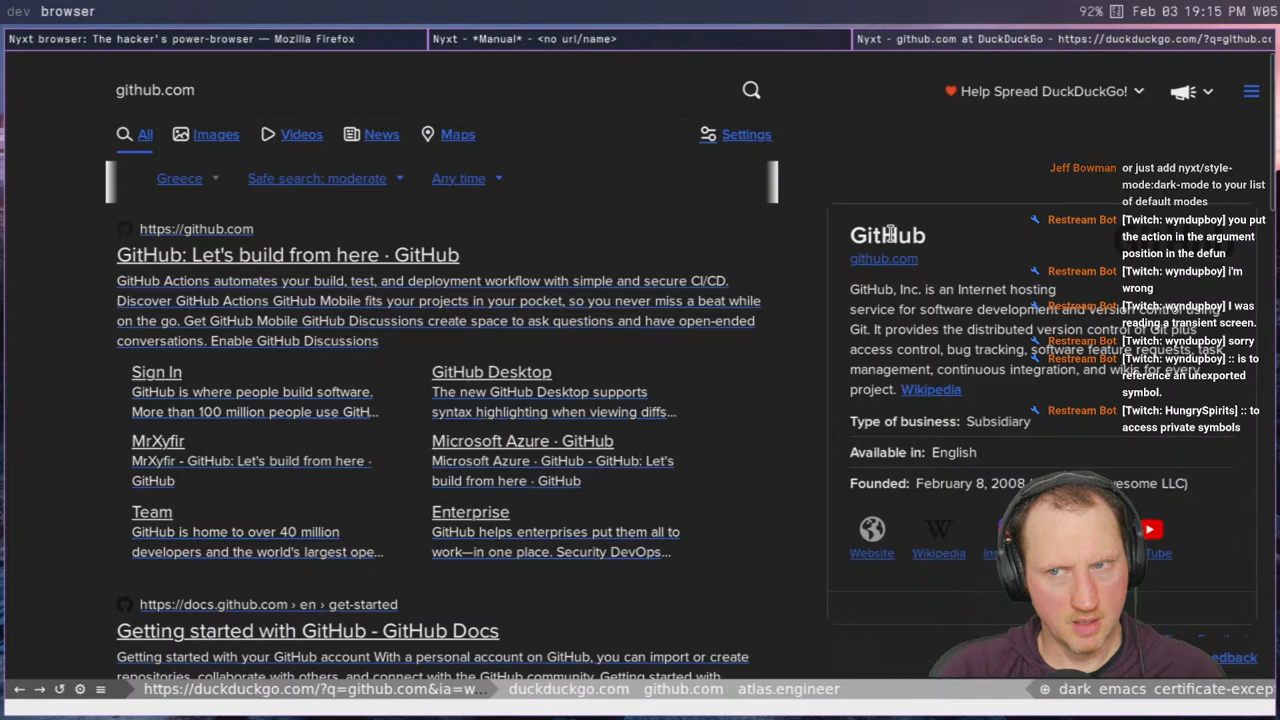 dev browser
92% Feb 03 19:15 PM W05
Nyxt browser: The hacker's power-browser — Mozilla Firefox
Nyxt - *Manual* - <no url/name>
Nyxt - github.com at DuckDuckGo - https://duckduckgo.com/?q=github.cc
github.com
Help Spread DuckDuckGo!
All Images Videos News Maps Settings
Greece Safe search: moderate Any time
https://github.com
GitHub: Let's build from here · GitHub
GitHub Actions automates your build, test, and deployment workflow with simple and secure CI/CD.
Discover GitHub Actions GitHub Mobile fits your projects in your pocket, so you never miss a beat while
on the go. Get GitHub Mobile GitHub Discussions create space to ask questions and have open-ended
conversations. Enable GitHub Discussions
Sign In
GitHub is where people build software.
More than 100 million people use GitH...
GitHub Desktop
The new GitHub Desktop supports
syntax highlighting when viewing diffs...
MrXyfir
MrXyfir - GitHub: Let's build from here ·
GitHub
Microsoft Azure · GitHub
Microsoft Azure · GitHub - GitHub: Let's
build from here · GitHub
Team
GitHub is home to over 40 million
developers and the world's largest ope...
Enterprise
GitHub helps enterprises put them all to
work—in one place. Security DevOps...
https://docs.github.com › en › get-started
Getting started with GitHub - GitHub Docs
Getting started with your GitHub account With a personal account on GitHub, you can import or create
repositories, collaborate with others, and connect with the GitHub community.
GitHub
github.com
GitHub, Inc. is an Internet hosting
service for software development and version control using
Git. It provides the distributed version control of Git plus
access control, bug tracking, software feature requests, task
management, continuous integration, and wikis for every
project. Wikipedia
Type of business: Subsidiary
Available in: English
Founded: February 8, 2008
Website Wikipedia
Jeff Bowman or just add nyxt/style-
mode:dark-mode to your list
of default modes
Restream Bot [Twitch: wyndupboy] you put
the action in the argument
position in the defun
Restream Bot [Twitch: wyndupboy] i'm
wrong
Restream Bot [Twitch: wyndupboy] I was
reading a transient screen.
Restream Bot [Twitch: wyndupboy] sorry
Restream Bot [Twitch: wyndupboy] :: is to
reference an unexported
symbol.
Restream Bot [Twitch: HungrySpirits] :: to
access private symbols
https://duckduckgo.com/?q=github.com&ia=w... duckduckgo.com github.com atlas.engineer
dark emacs certificate-excep